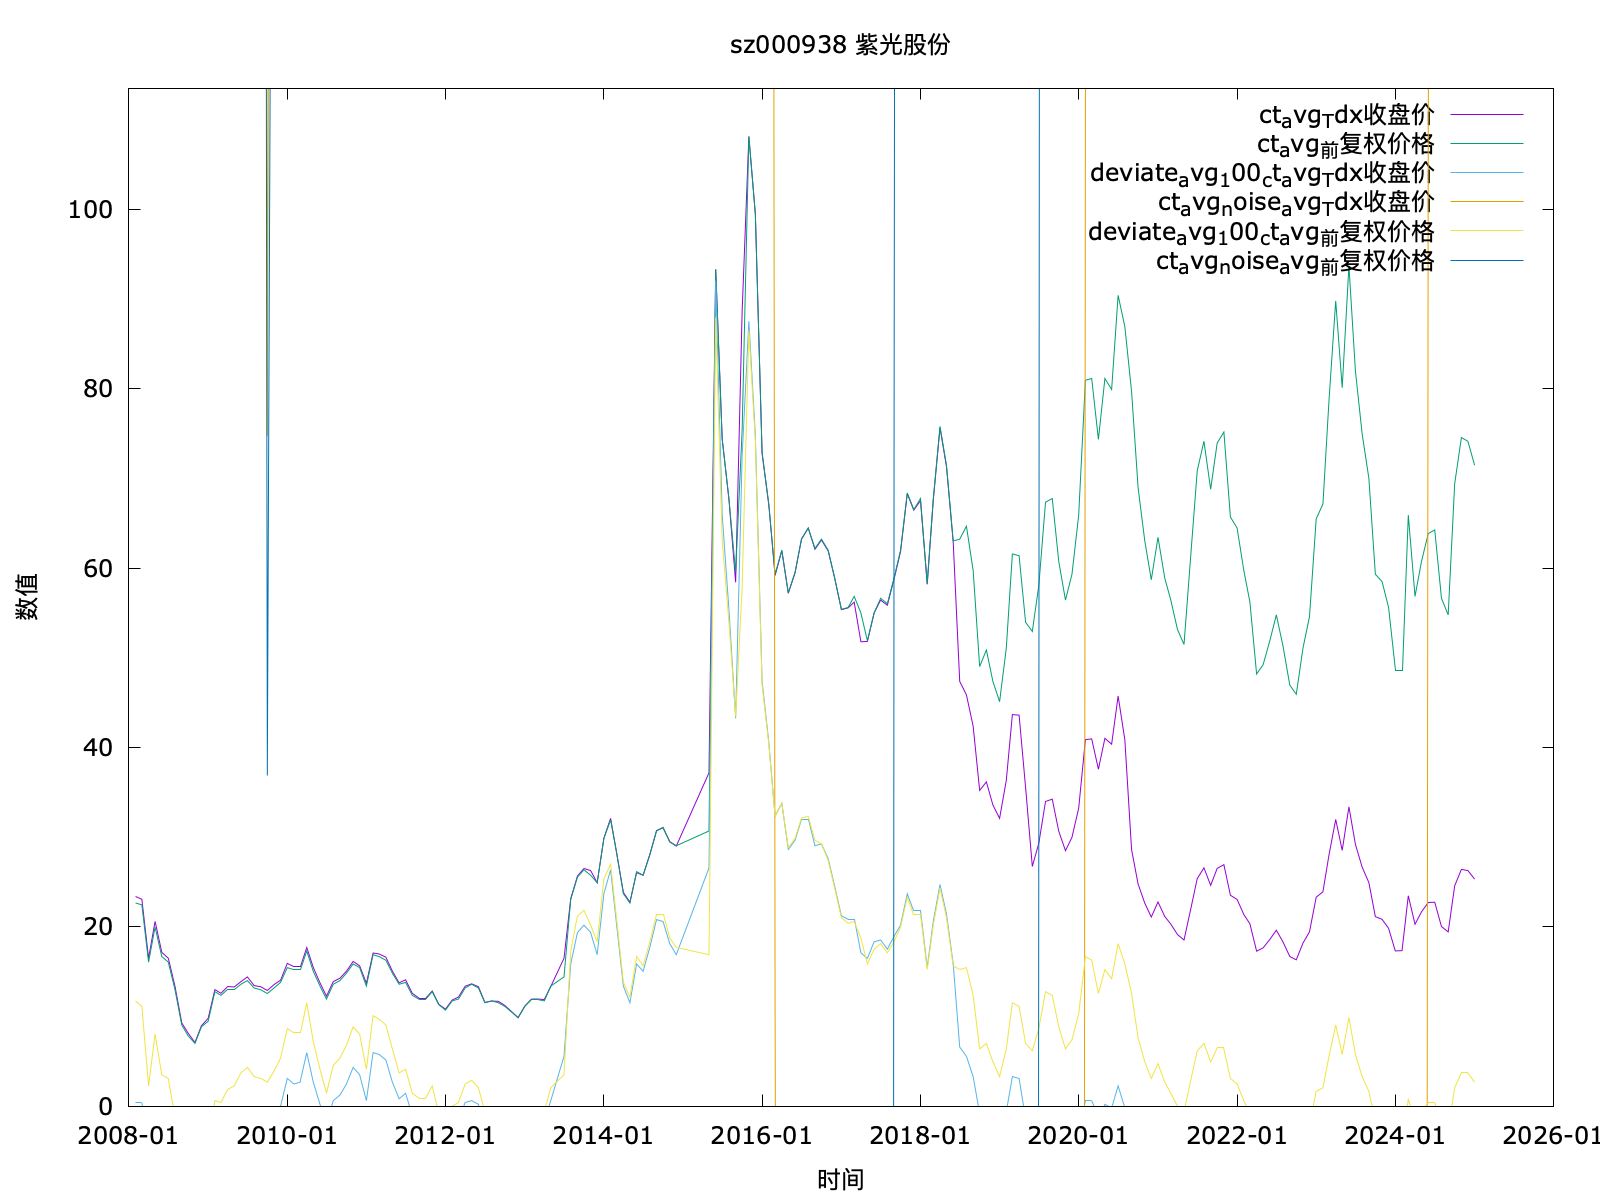 sz000938 紫光股份
ct_avg_Tdx收盘价
ct_avg_前复权价格
deviate_avg_100_ct_avg_Tdx收盘价
ct_avg_noise_avg_Tdx收盘价
deviate_avg_100_ct_avg_前复权价格
ct_avg_noise_avg_前复权价格
100
80
60
40
20
0
数值
2008-01 2010-01 2012-01 2014-01 2016-01 2018-01 2020-01 2022-01 2024-01 2026-01
时间